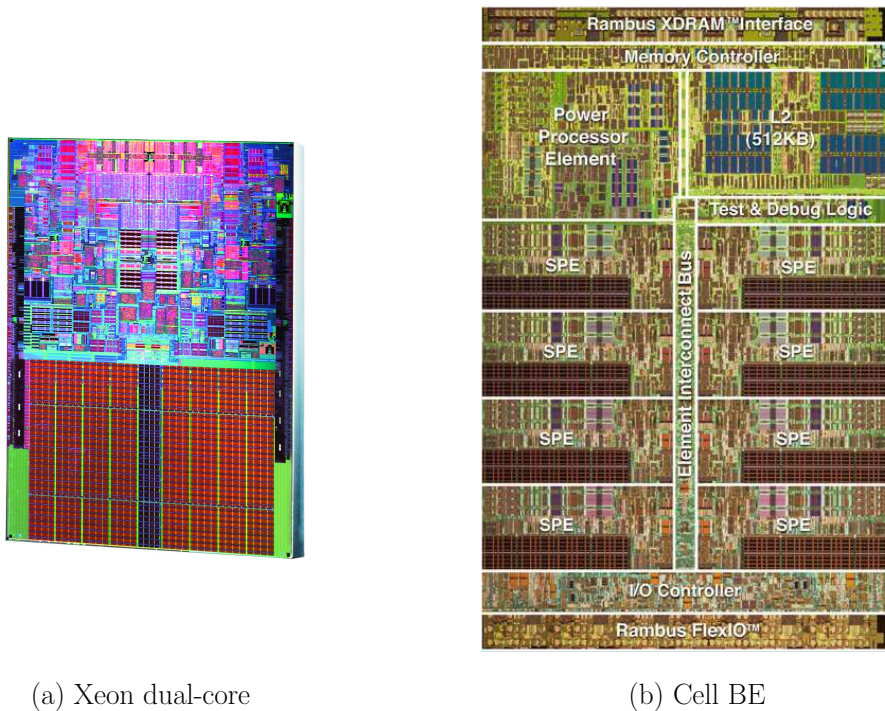 Rambus XDRAM™Interface
Memory Controller
Power
Processor
Element
L2
(512KB)
Test & Debug Logic
Element Interconnect Bus
SPE
SPE
SPE
SPE
SPE
SPE
SPE
SPE
I/O Controller
Rambus FlexIO™
(a) Xeon dual-core
(b) Cell BE